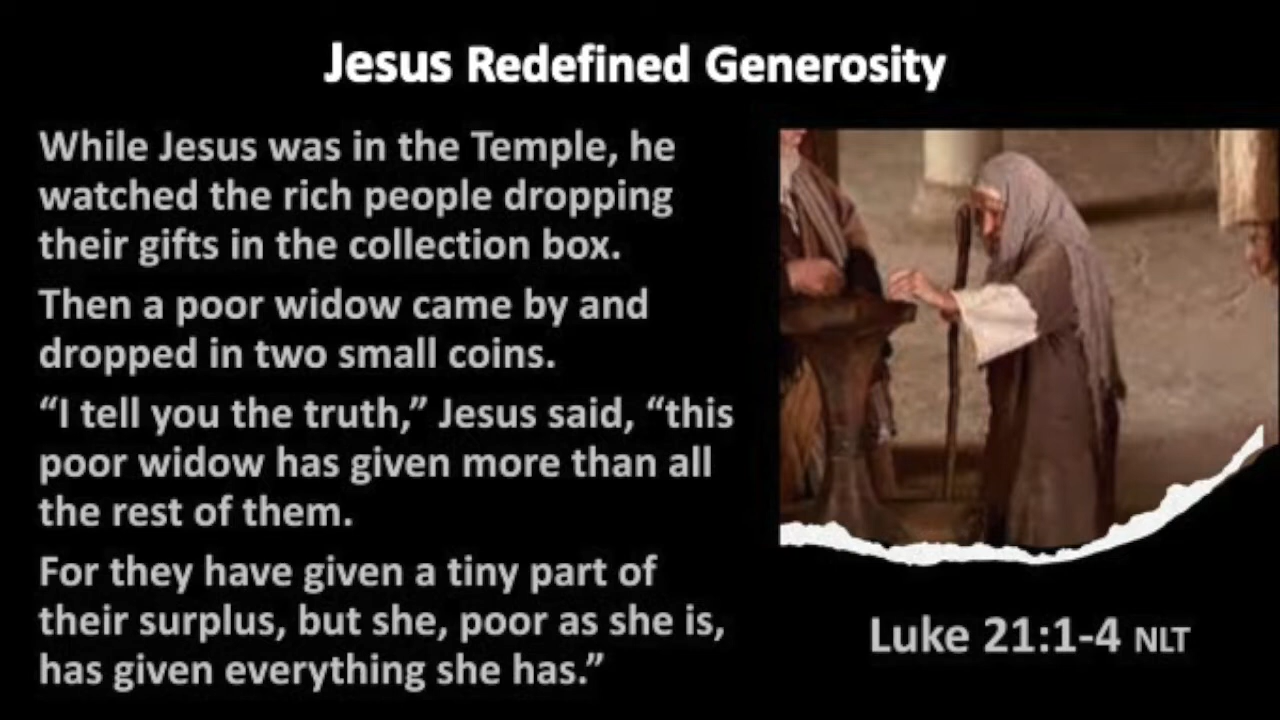 Jesus Redefined Generosity
While Jesus was in the Temple, he
watched the rich people dropping
their gifts in the collection box.
Then a poor widow came by and
dropped in two small coins.
“I tell you the truth,” Jesus said, “this
poor widow has given more than all
the rest of them.
For they have given a tiny part of
their surplus, but she, poor as she is,
has given everything she has.”
Luke 21:1-4 NLT